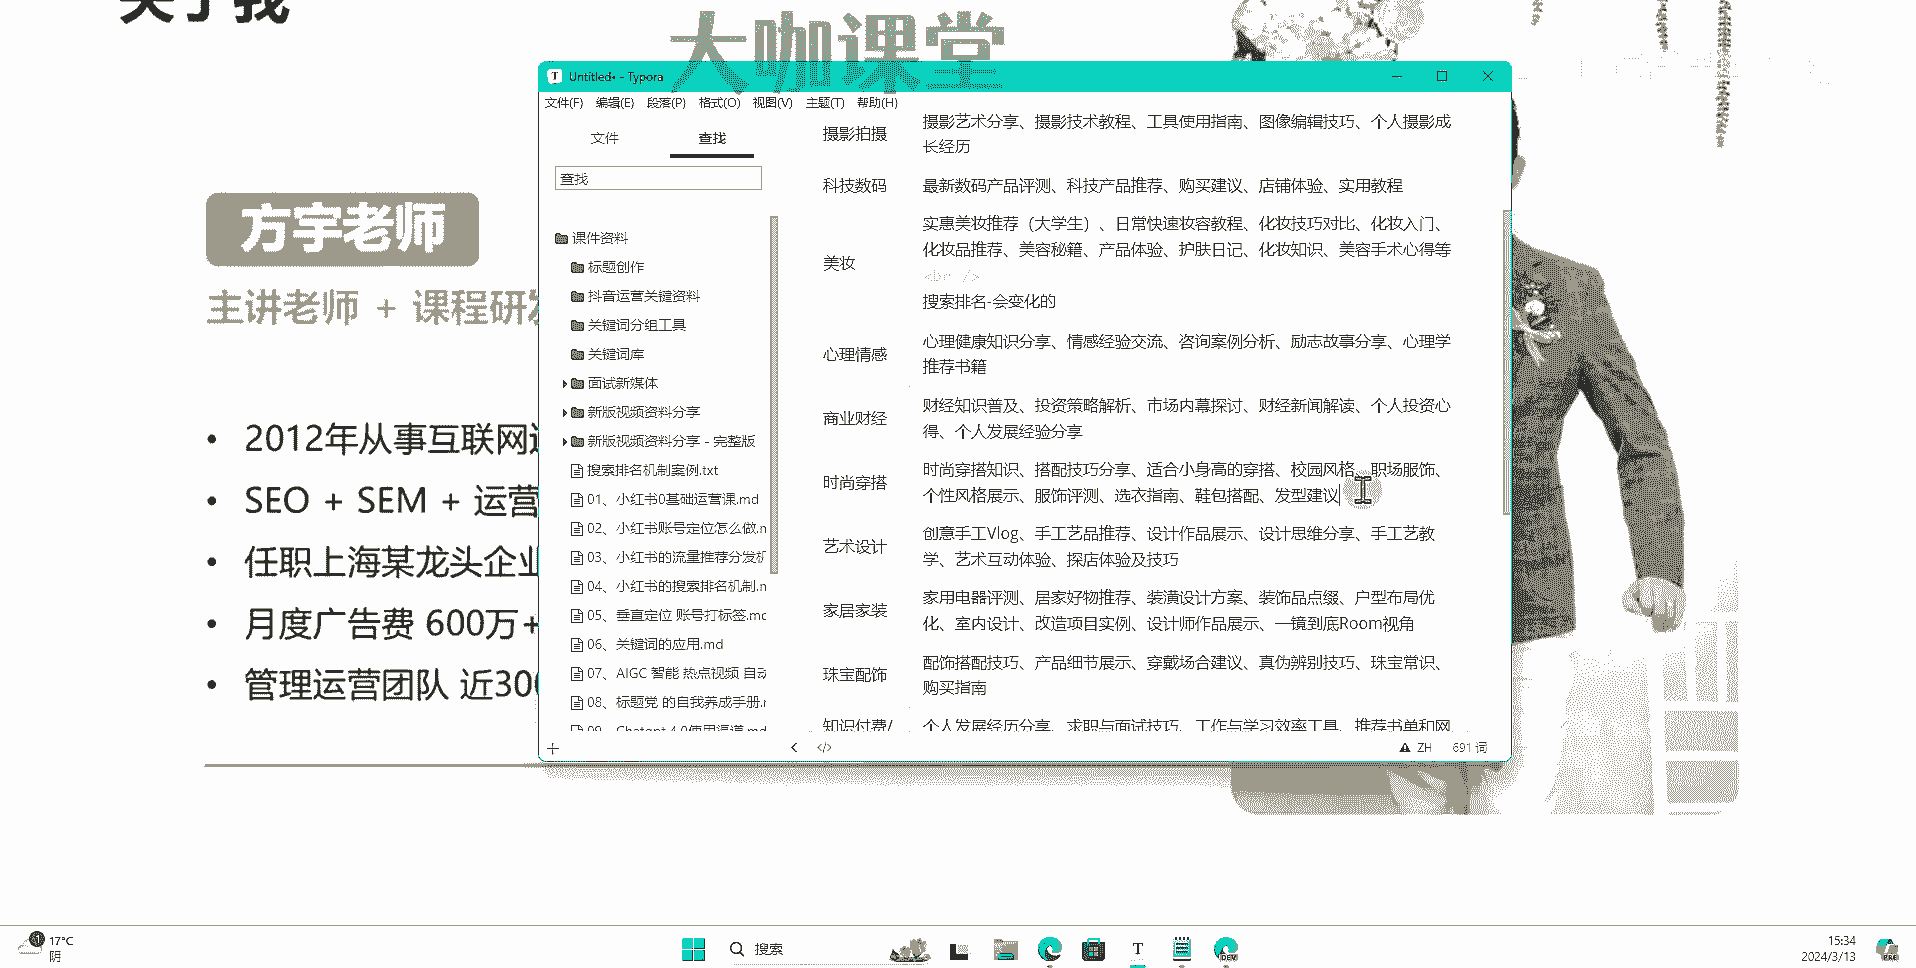 关于我
大咖课堂
方宇老师
主讲老师 + 课程研发
2012年从事互联网运
SEO + SEM + 运营
任职上海某龙头企业
月度广告费 600万+
管理运营团队 近300
Untitled• - Typora
文件(F) 编辑(E) 段落(P) 格式(O) 视图(V) 主题(T) 帮助(H)
文件 查找
查找
课件资料
标题创作
抖音运营关键资料
关键词分组工具
关键词库
面试新媒体
新版视频资料分享
新版视频资料分享 - 完整版
搜索排名机制案例.txt
01、小红书0基础运营课.md
02、小红书账号定位怎么做.m
03、小红书的流量推荐分发机
04、小红书的搜索排名机制.m
05、垂直定位 账号打标签.md
06、关键词的应用.md
07、AIGC 智能 热点视频 自动
08、标题党 的自我养成手册.m
09、Chatgpt 4.0使用渠道.md
摄影拍摄
摄影艺术分享、摄影技术教程、工具使用指南、图像编辑技巧、个人摄影成
长经历
科技数码
最新数码产品评测、科技产品推荐、购买建议、店铺体验、实用教程
美妆
实惠美妆推荐（大学生）、日常快速妆容教程、化妆技巧对比、化妆入门、
化妆品推荐、美容秘籍、产品体验、护肤日记、化妆知识、美容手术心得等
<br />
搜索排名-会变化的
心理情感
心理健康知识分享、情感经验交流、咨询案例分析、励志故事分享、心理学
推荐书籍
商业财经
财经知识普及、投资策略解析、市场内幕探讨、财经新闻解读、个人投资心
得、个人发展经验分享
时尚穿搭
时尚穿搭知识、搭配技巧分享、适合小身高的穿搭、校园风格、职场服饰、
个性风格展示、服饰评测、选衣指南、鞋包搭配、发型建议
艺术设计
创意手工Vlog、手工艺品推荐、设计作品展示、设计思维分享、手工艺教
学、艺术互动体验、探店体验及技巧
家居家装
家用电器评测、居家好物推荐、装潢设计方案、装饰品点缀、户型布局优
化、室内设计、改造项目实例、设计师作品展示、一镜到底Room视角
珠宝配饰
配饰搭配技巧、产品细节展示、穿戴场合建议、真伪辨别技巧、珠宝常识、
购买指南
知识付费/
个人发展经历分享、求职与面试技巧、工作与学习效率工具、推荐书单和网
ZH 691 词
17°C
阴
搜索
DEV
15:34
2024/3/13
PRE